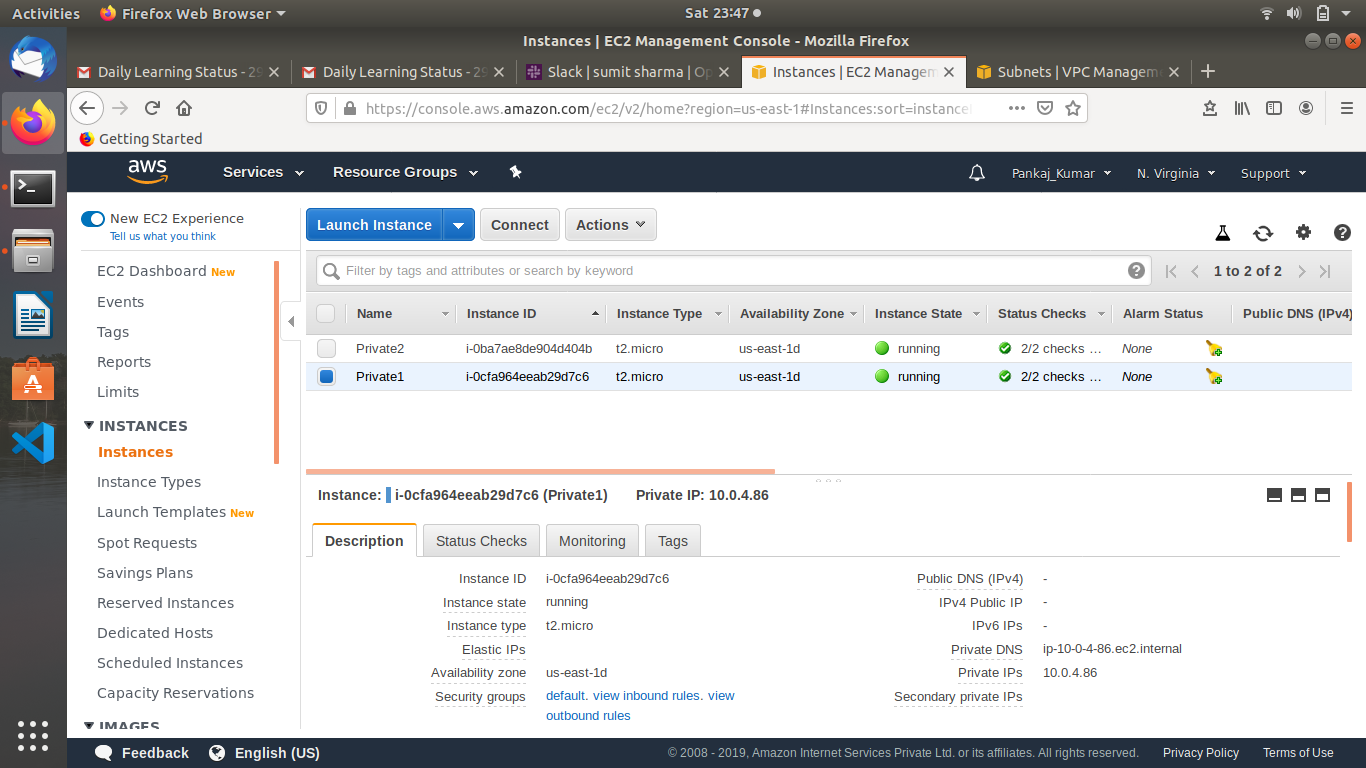 Activities Firefox Web Browser Sat 23:47
Instances | EC2 Management Console - Mozilla Firefox
Daily Learning Status - 29 Daily Learning Status - 29 Slack | sumit sharma | Op Instances | EC2 Managem Subnets | VPC Managem
https://console.aws.amazon.com/ec2/v2/home?region=us-east-1#Instances:sort=instance
Getting Started
aws Services Resource Groups Pankaj_Kumar N. Virginia Support
New EC2 Experience
Tell us what you think
EC2 Dashboard New
Events
Tags
Reports
Limits
INSTANCES
Instances
Instance Types
Launch Templates New
Spot Requests
Savings Plans
Reserved Instances
Dedicated Hosts
Scheduled Instances
Capacity Reservations
IMAGES
Launch Instance Connect Actions
Filter by tags and attributes or search by keyword 1 to 2 of 2
Name Instance ID Instance Type Availability Zone Instance State Status Checks Alarm Status Public DNS (IPv4)
Private2 i-0ba7ae8de904d404b t2.micro us-east-1d running 2/2 checks ... None
Private1 i-0cfa964eeab29d7c6 t2.micro us-east-1d running 2/2 checks ... None
Instance: i-0cfa964eeab29d7c6 (Private1) Private IP: 10.0.4.86
Description Status Checks Monitoring Tags
Instance ID i-0cfa964eeab29d7c6 Public DNS (IPv4) -
Instance state running IPv4 Public IP -
Instance type t2.micro IPv6 IPs -
Elastic IPs Private DNS ip-10-0-4-86.ec2.internal
Availability zone us-east-1d Private IPs 10.0.4.86
Security groups default. view inbound rules. view Secondary private IPs
outbound rules
Feedback English (US) © 2008 - 2019, Amazon Internet Services Private Ltd. or its affiliates. All rights reserved. Privacy Policy Terms of Use